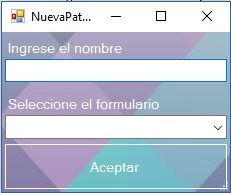 NuevaPat...
Ingrese el nombre
Seleccione el formulario
Aceptar